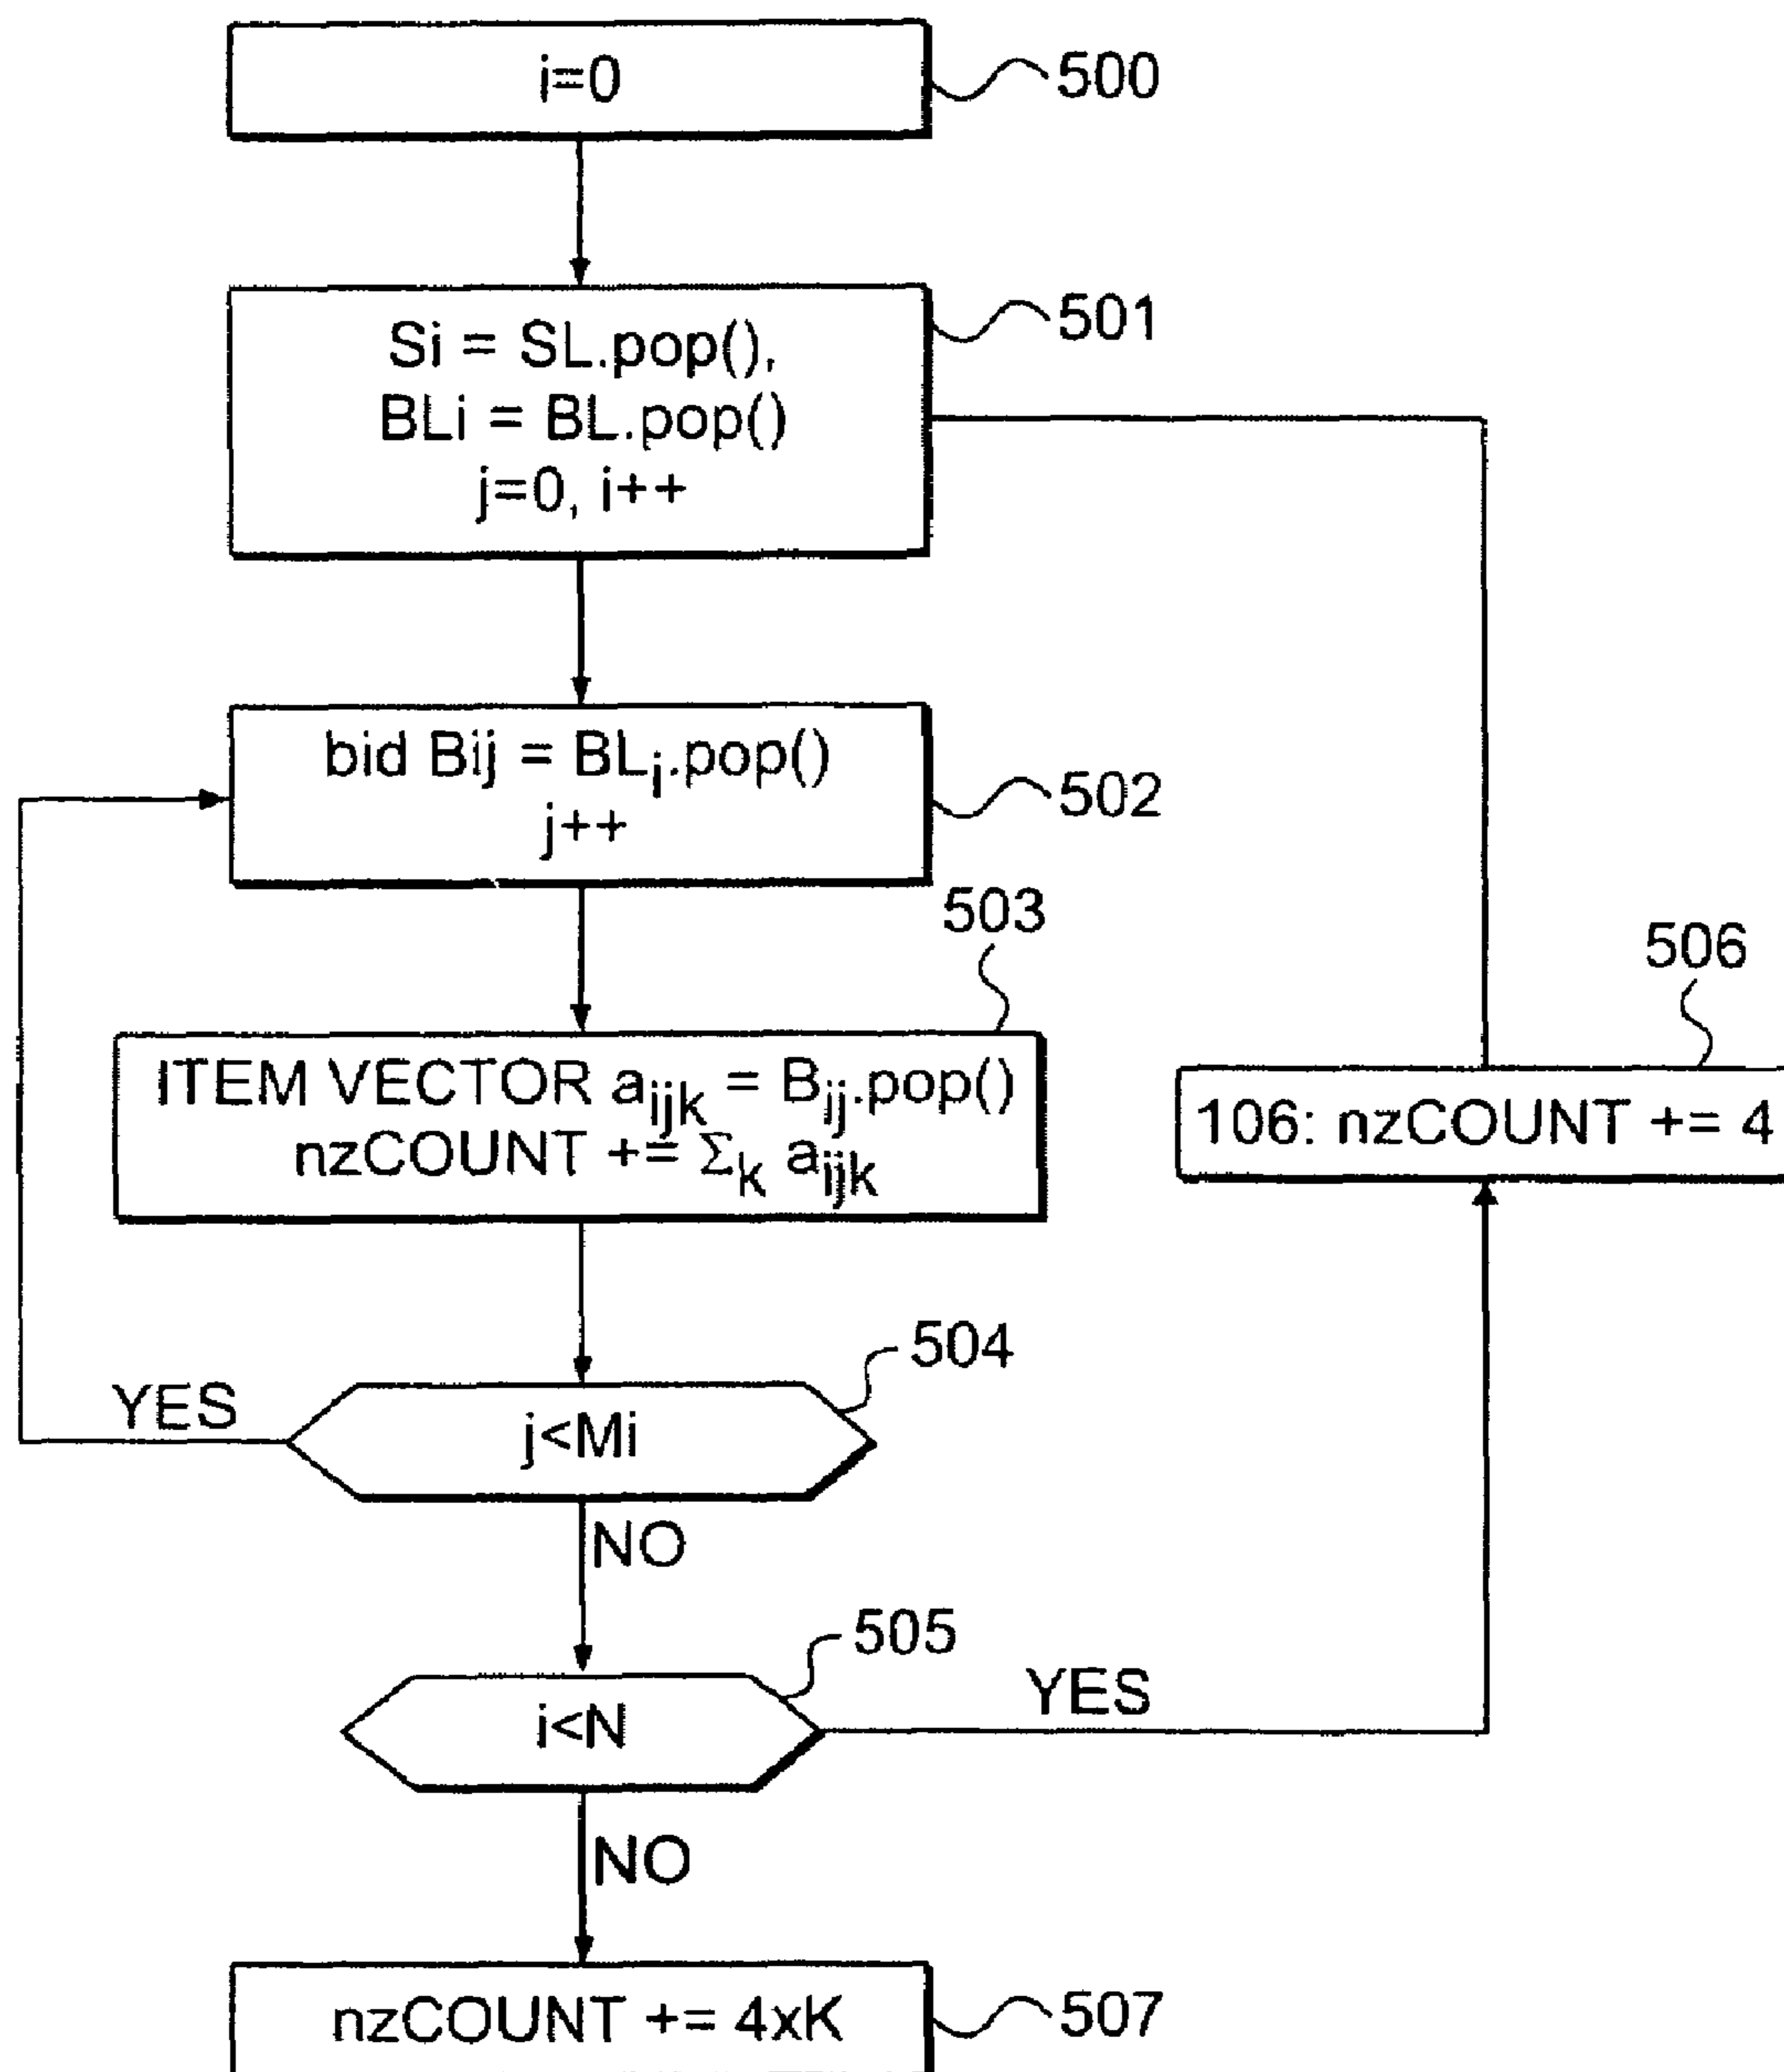 i=0
500
Si = SL.pop(),
BLi = BL.pop()
j=0, i++
501
bid Bij = BLi.pop()
j++
502
503
ITEM VECTOR aijk = Bij.pop()
nzCOUNT += Σk aijk
506
106: nzCOUNT += 4
504
YES
j<Mi
NO
505
i<N
YES
NO
nzCOUNT += 4xK
507